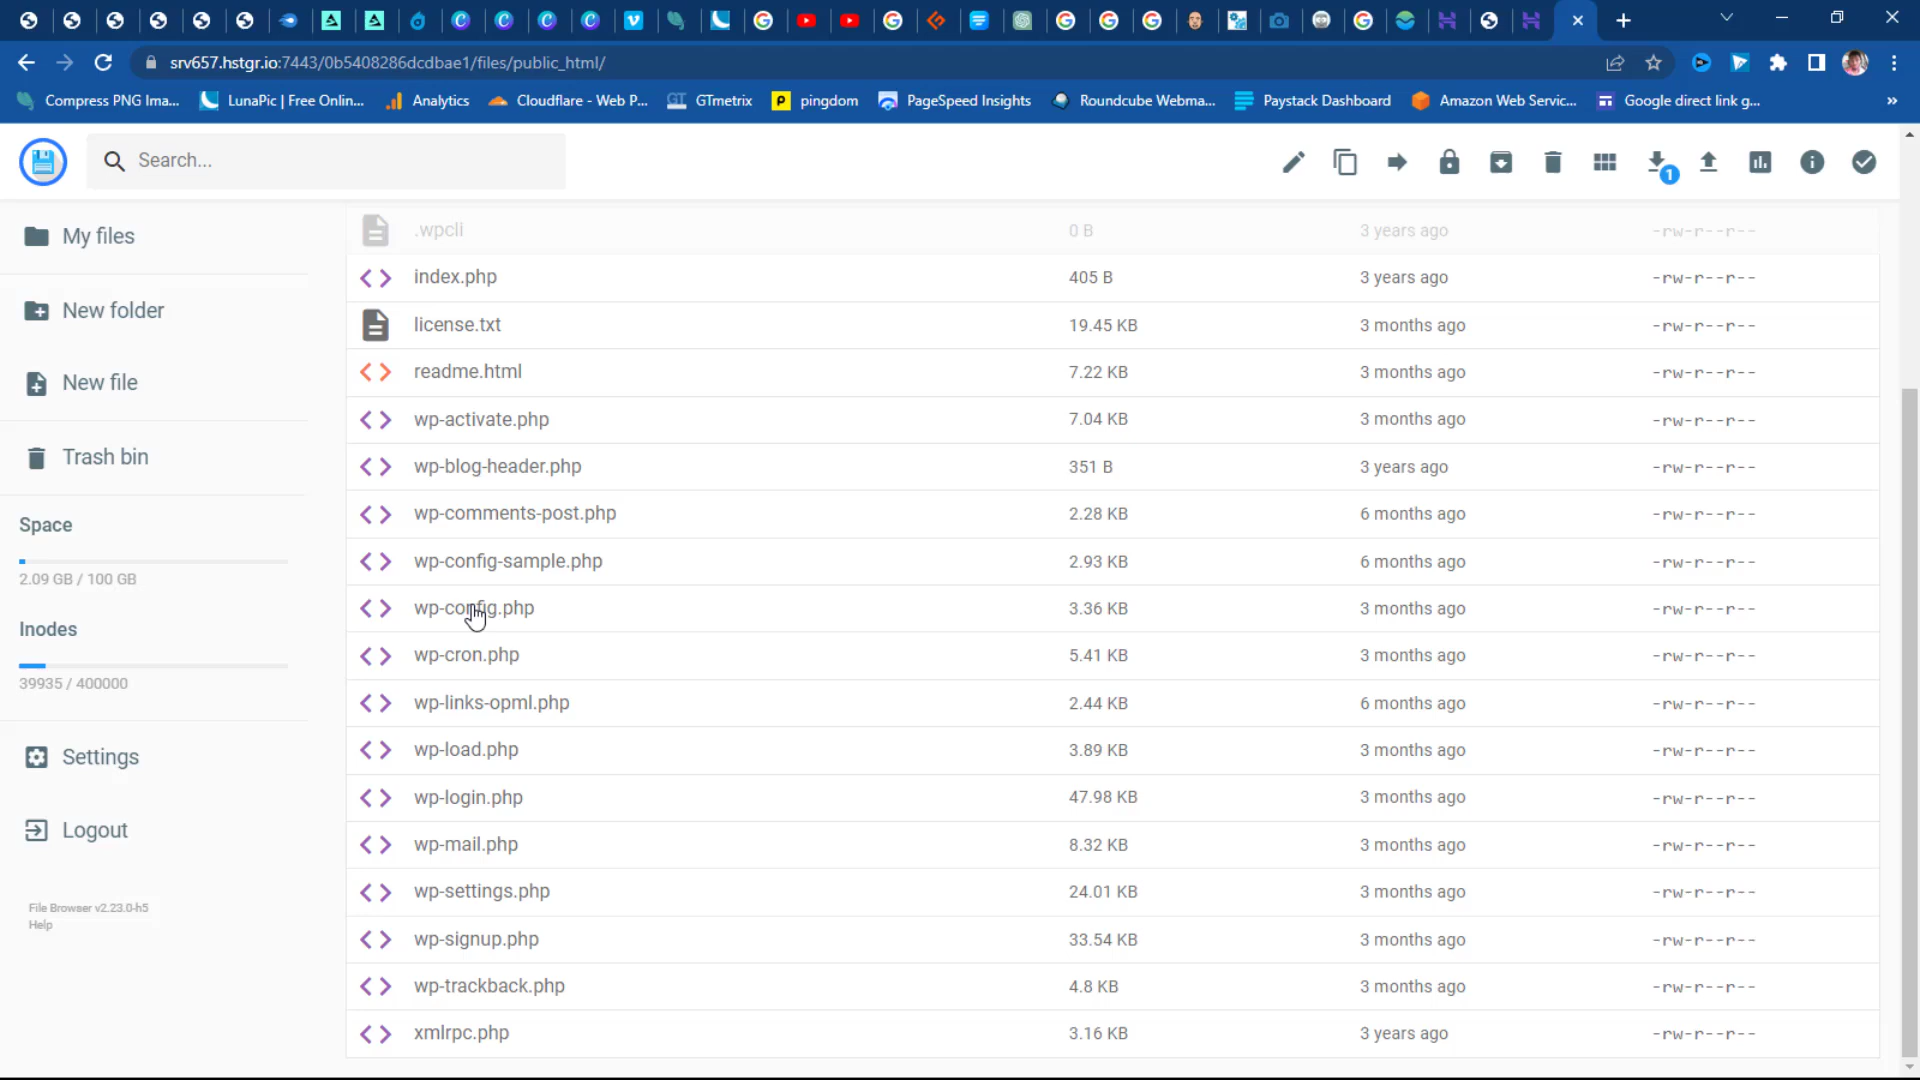 srv657.hstgr.io:7443/0b5408286dcdbae1/files/public_html/
Compress PNG Ima... LunaPic | Free Onlin... Analytics Cloudflare - Web P... GTmetrix pingdom PageSpeed Insights Roundcube Webma... Paystack Dashboard Amazon Web Servic... Google direct link g... »
Search...
1
My files
New folder
New file
Trash bin
Space
2.09 GB / 100 GB
Inodes
39935 / 400000
Settings
Logout
File Browser v2.23.0-h5
Help
.wpcli 0 B 3 years ago -rw-r--r--
index.php 405 B 3 years ago -rw-r--r--
license.txt 19.45 KB 3 months ago -rw-r--r--
readme.html 7.22 KB 3 months ago -rw-r--r--
wp-activate.php 7.04 KB 3 months ago -rw-r--r--
wp-blog-header.php 351 B 3 years ago -rw-r--r--
wp-comments-post.php 2.28 KB 6 months ago -rw-r--r--
wp-config-sample.php 2.93 KB 6 months ago -rw-r--r--
wp-config.php 3.36 KB 3 months ago -rw-r--r--
wp-cron.php 5.41 KB 3 months ago -rw-r--r--
wp-links-opml.php 2.44 KB 6 months ago -rw-r--r--
wp-load.php 3.89 KB 3 months ago -rw-r--r--
wp-login.php 47.98 KB 3 months ago -rw-r--r--
wp-mail.php 8.32 KB 3 months ago -rw-r--r--
wp-settings.php 24.01 KB 3 months ago -rw-r--r--
wp-signup.php 33.54 KB 3 months ago -rw-r--r--
wp-trackback.php 4.8 KB 3 months ago -rw-r--r--
xmlrpc.php 3.16 KB 3 years ago -rw-r--r--